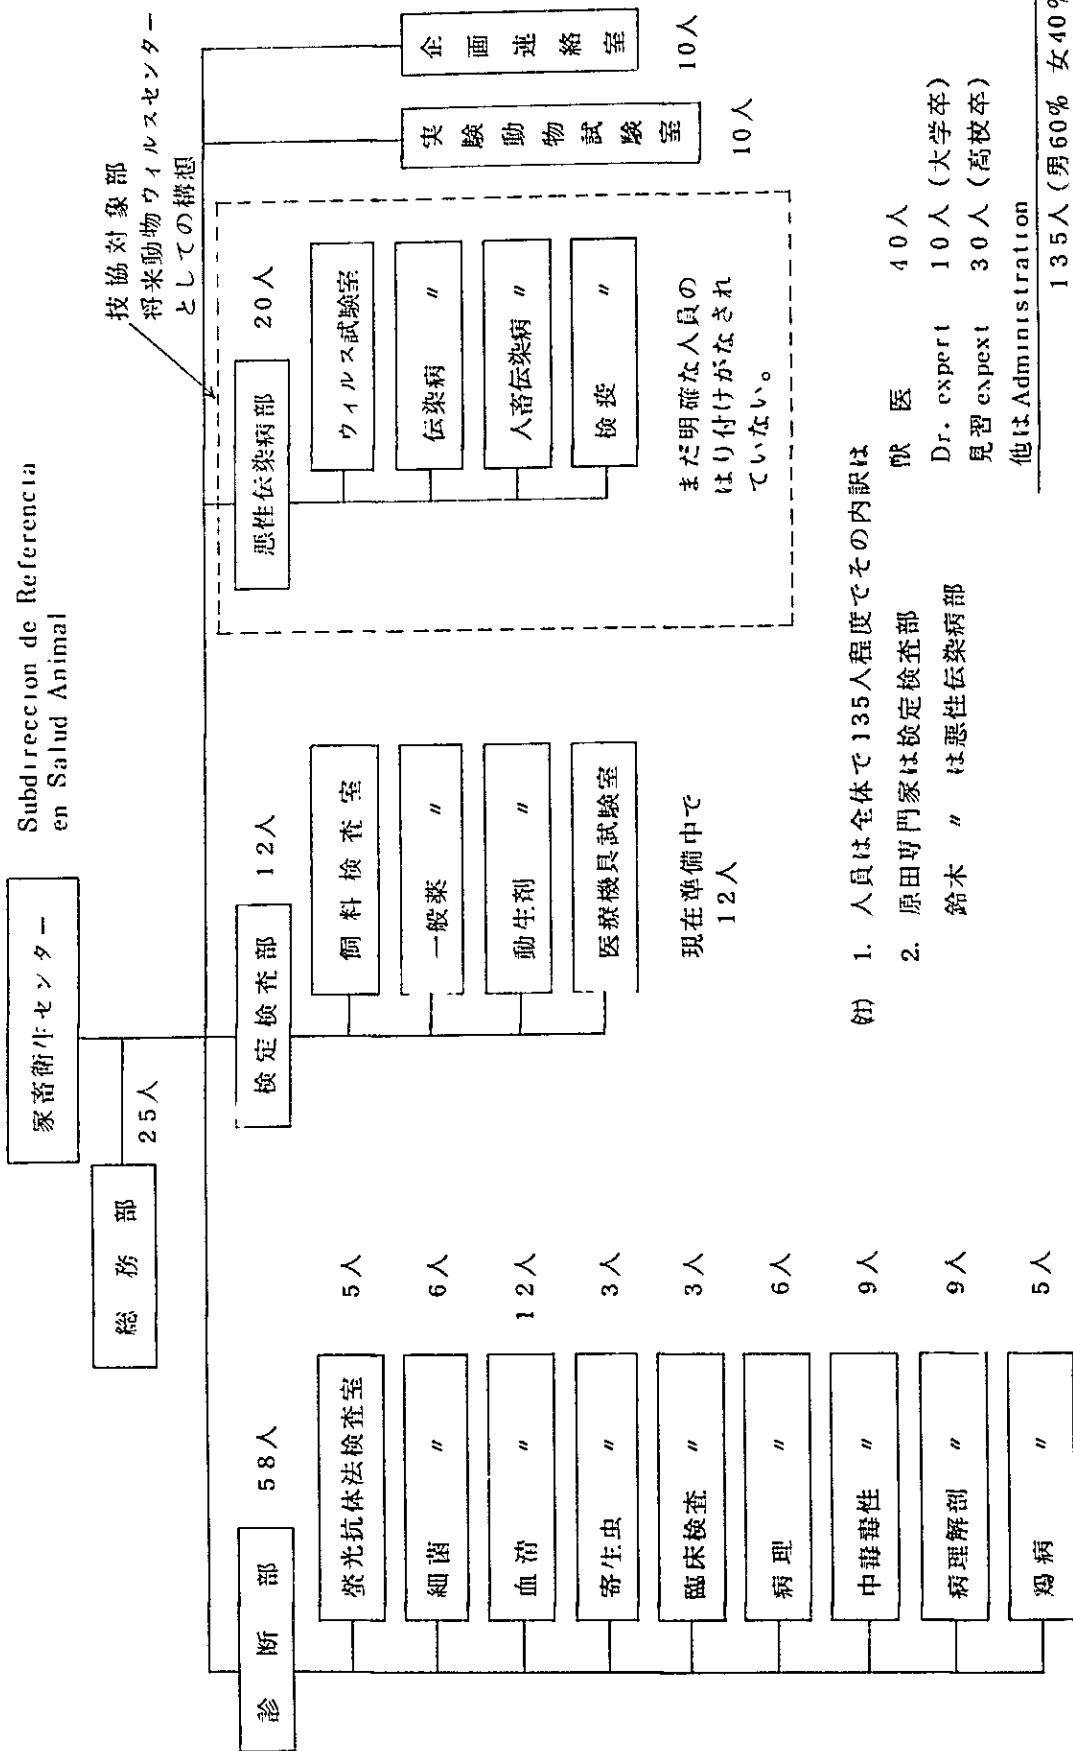 家畜衛生センター
Subdireccion de Referencia
en Salud Animal
総務部
25人
技協対象部
将来動物ウィルスセンター
としての構想
診断部
58人
螢光抗体法検査室
5人
細菌 〃
6人
血清 〃
12人
寄生虫 〃
3人
臨床検査 〃
3人
病理 〃
6人
中毒毒性 〃
9人
病理解剖 〃
9人
鶏病 〃
5人
検定検査部
12人
飼料検査室
一般薬 〃
動生剤 〃
医療機具試験室
現在準備中で
12人
悪性伝染病部
20人
ウィルス試験室
伝染病 〃
人畜伝染病 〃
検疫 〃
まだ明確な人員の
はり付けがなされ
ていない。
実験動物試験室
10人
企画連絡室
10人
(註) 1. 人員は全体で135人程度でその内訳は
獣医 40人
Dr. expert 10人(大学卒)
見習 expext 30人(高校卒)
他はAdministration
135人(男60% 女40%
2. 原田専門家は検定検査部
鈴木 〃 は悪性伝染病部